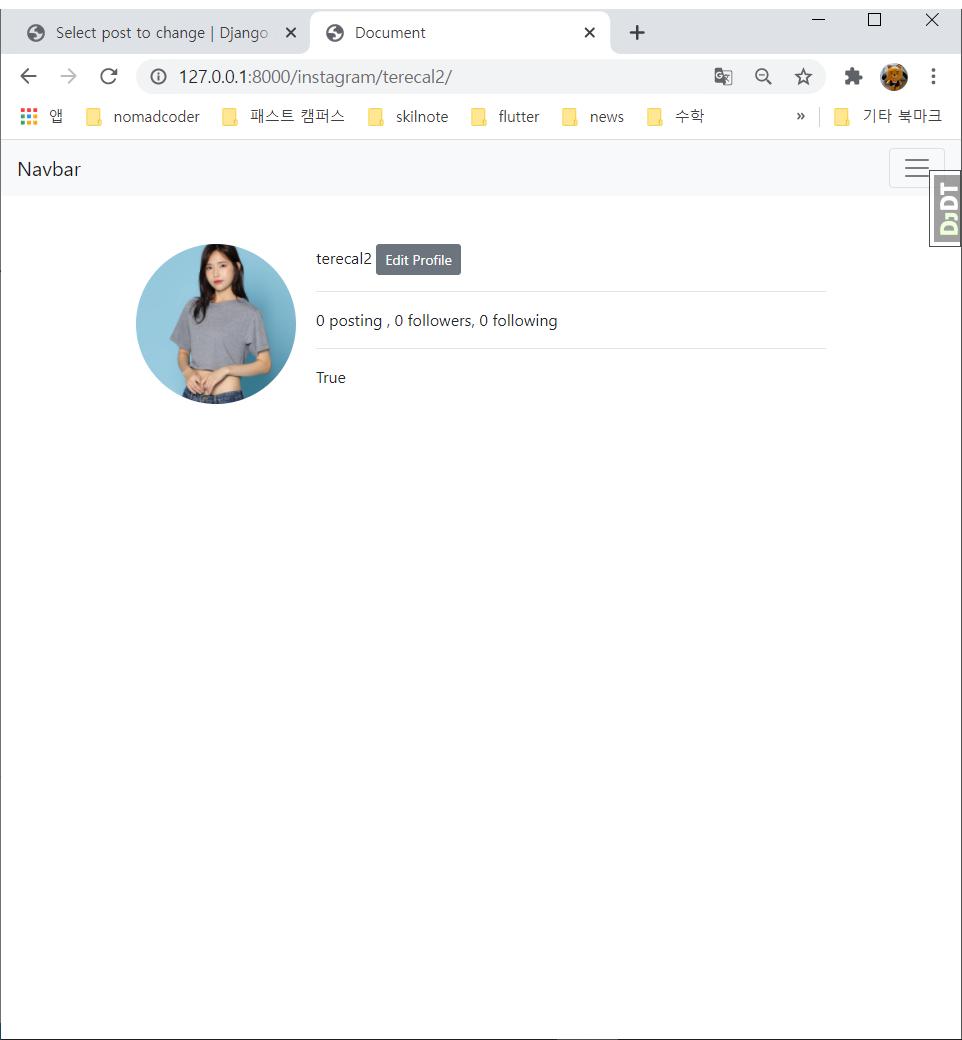 Select post to change | Django
Document
127.0.0.1:8000/instagram/terecal2/
앱 nomadcoder 패스트 캠퍼스 skilnote flutter news 수학 » 기타 북마크
Navbar
DJDT
terecal2 Edit Profile
0 posting , 0 followers, 0 following
True